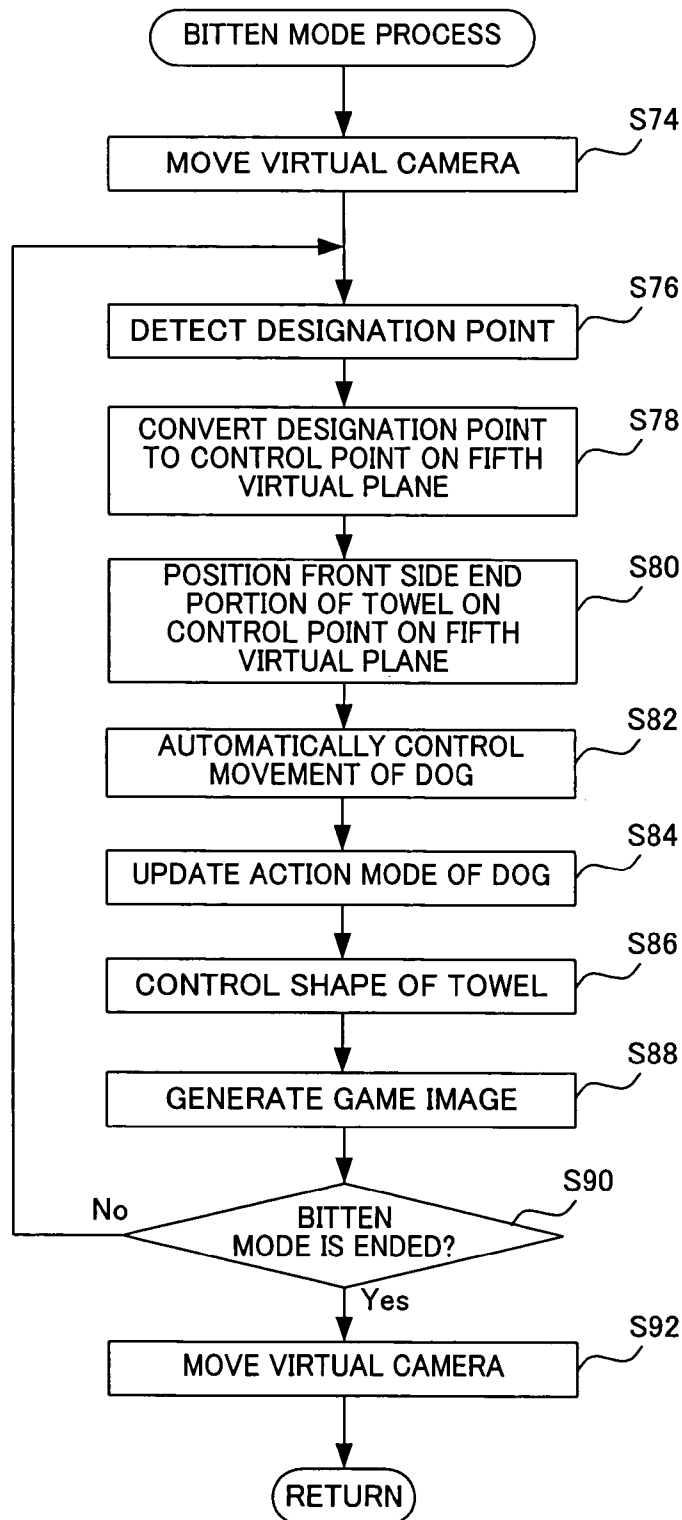 BITTEN MODE PROCESS
S74
MOVE VIRTUAL CAMERA
S76
DETECT DESIGNATION POINT
S78
CONVERT DESIGNATION POINT
TO CONTROL POINT ON FIFTH
VIRTUAL PLANE
S80
POSITION FRONT SIDE END
PORTION OF TOWEL ON
CONTROL POINT ON FIFTH
VIRTUAL PLANE
S82
AUTOMATICALLY CONTROL
MOVEMENT OF DOG
S84
UPDATE ACTION MODE OF DOG
S86
CONTROL SHAPE OF TOWEL
S88
GENERATE GAME IMAGE
S90
No
BITTEN
MODE IS ENDED?
Yes
S92
MOVE VIRTUAL CAMERA
RETURN